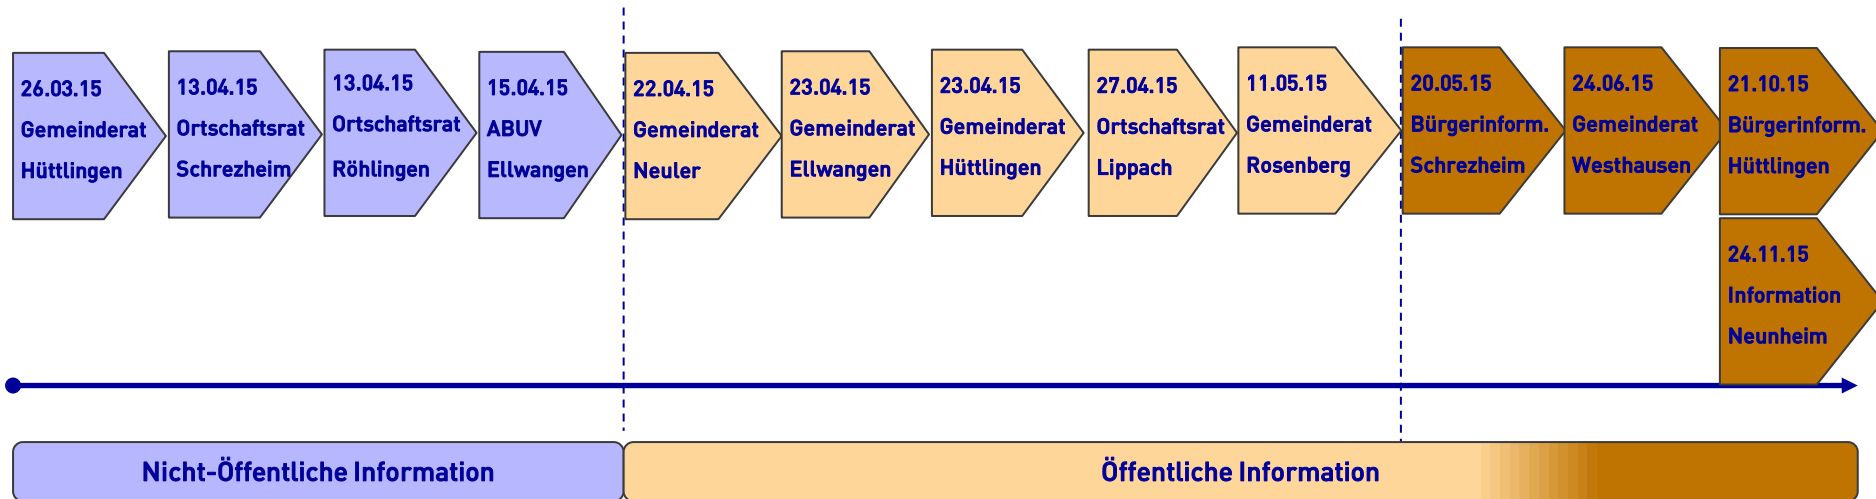 26.03.15
Gemeinderat
Hüttlingen
13.04.15
Ortschaftsrat
Schrezheim
13.04.15
Ortschaftsrat
Röhlingen
15.04.15
ABUV
Ellwangen
22.04.15
Gemeinderat
Neuler
23.04.15
Gemeinderat
Ellwangen
23.04.15
Gemeinderat
Hüttlingen
27.04.15
Ortschaftsrat
Lippach
11.05.15
Gemeinderat
Rosenberg
20.05.15
Bürgerinform.
Schrezheim
24.06.15
Gemeinderat
Westhausen
21.10.15
Bürgerinform.
Hüttlingen
24.11.15
Information
Neunheim
Nicht-Öffentliche Information
Öffentliche Information